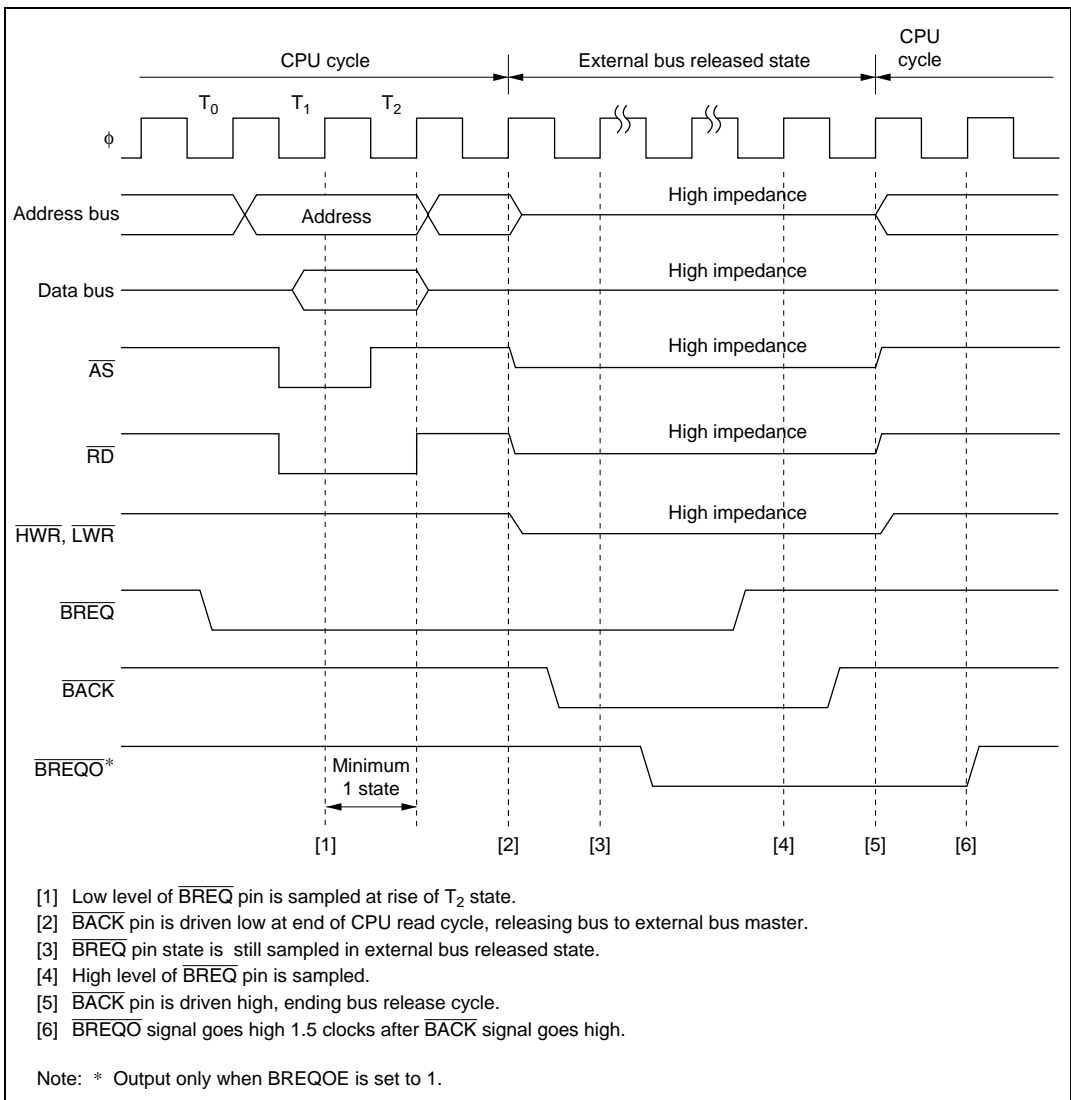 CPU cycle
External bus released state
CPU cycle
T0
T1
T2
ϕ
Address bus
Address
High impedance
Data bus
High impedance
AS
High impedance
RD
High impedance
HWR, LWR
High impedance
BREQ
BACK
BREQO*
Minimum
1 state
[1]
[2]
[3]
[4]
[5]
[6]
[1] Low level of BREQ pin is sampled at rise of T2 state.
[2] BACK pin is driven low at end of CPU read cycle, releasing bus to external bus master.
[3] BREQ pin state is still sampled in external bus released state.
[4] High level of BREQ pin is sampled.
[5] BACK pin is driven high, ending bus release cycle.
[6] BREQO signal goes high 1.5 clocks after BACK signal goes high.
Note: * Output only when BREQOE is set to 1.